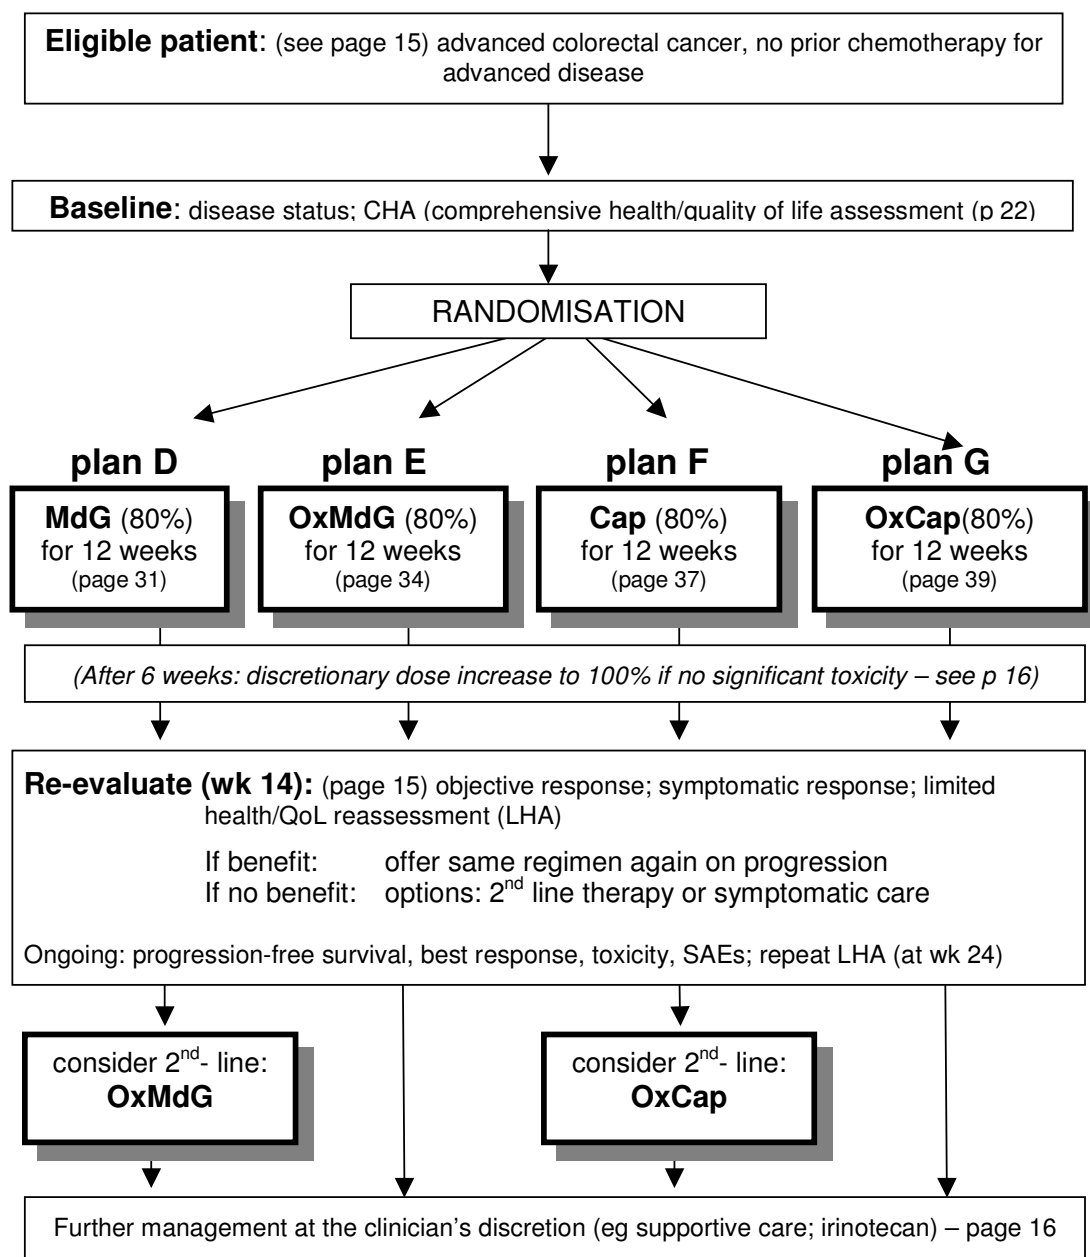 Eligible patient: (see page 15) advanced colorectal cancer, no prior chemotherapy for
advanced disease
Baseline: disease status; CHA (comprehensive health/quality of life assessment (p 22)
RANDOMISATION
plan D
plan E
plan F
plan G
MdG (80%)
for 12 weeks
(page 31)
OxMdG (80%)
for 12 weeks
(page 34)
Cap (80%)
for 12 weeks
(page 37)
OxCap(80%)
for 12 weeks
(page 39)
(After 6 weeks: discretionary dose increase to 100% if no significant toxicity – see p 16)
Re-evaluate (wk 14): (page 15) objective response; symptomatic response; limited
health/QoL reassessment (LHA)
If benefit: offer same regimen again on progression
If no benefit: options: 2nd line therapy or symptomatic care
Ongoing: progression-free survival, best response, toxicity, SAEs; repeat LHA (at wk 24)
consider 2nd- line:
OxMdG
consider 2nd- line:
OxCap
Further management at the clinician's discretion (eg supportive care; irinotecan) – page 16